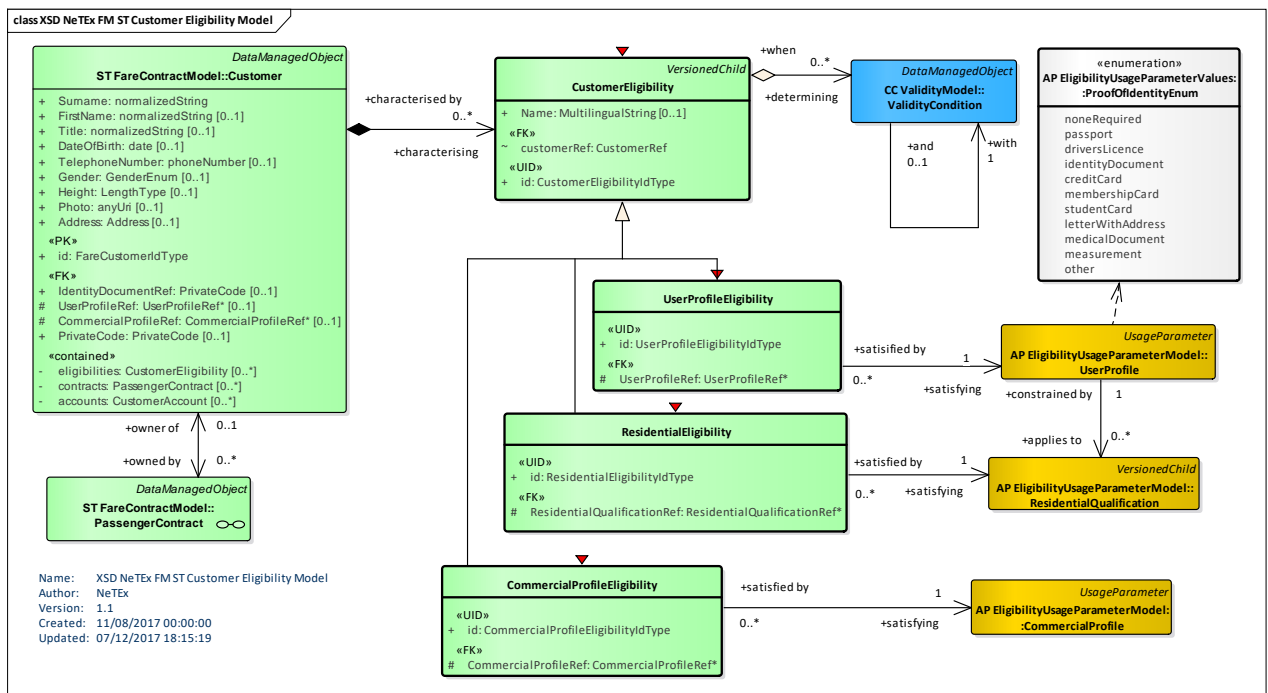 class XSD NeTEx FM ST Customer Eligibility Model
DataManagedObject
ST FareContractModel::Customer
+ Surname: normalizedString
+ FirstName: normalizedString [0..1]
+ Title: normalizedString [0..1]
+ DateOfBirth: date [0..1]
+ TelephoneNumber: phoneNumber [0..1]
+ Gender: GenderEnum [0..1]
+ Height: LengthType [0..1]
+ Photo: anyUri [0..1]
+ Address: Address [0..1]
«PK»
+ id: FareCustomerIdType
«FK»
+ IdentityDocumentRef: PrivateCode [0..1]
# UserProfileRef: UserProfileRef* [0..1]
# CommercialProfileRef: CommercialProfileRef* [0..1]
+ PrivateCode: PrivateCode [0..1]
«contained»
- eligibilities: CustomerEligibility [0..*]
- contracts: PassengerContract [0..*]
- accounts: CustomerAccount [0..*]
+owner of 0..1
+owned by 0..*
DataManagedObject
ST FareContractModel::
PassengerContract
+characterised by
0..*
+characterising
VersionedChild
CustomerEligibility
+ Name: MultilingualString [0..1]
«FK»
~ customerRef: CustomerRef
«UID»
+ id: CustomerEligibilityIdType
+when
0..*
+determining
DataManagedObject
CC ValidityModel::
ValidityCondition
+and
0..1
+with
1
«enumeration»
AP EligibilityUsageParameterValues:
:ProofOfIdentityEnum
noneRequired
passport
driversLicence
identityDocument
creditCard
membershipCard
studentCard
letterWithAddress
medicalDocument
measurement
other
UserProfileEligibility
«UID»
+ id: UserProfileEligibilityIdType
«FK»
# UserProfileRef: UserProfileRef*
+satisfied by 1
0..* +satisfying
UsageParameter
AP EligibilityUsageParameterModel::
UserProfile
+constrained by 1
+applies to 0..*
ResidentialEligibility
«UID»
+ id: ResidentialEligibilityIdType
«FK»
# ResidentialQualificationRef: ResidentialQualificationRef*
+satisfied by 1
0..* +satisfying
VersionedChild
AP EligibilityUsageParameterModel::
ResidentialQualification
CommercialProfileEligibility
«UID»
+ id: CommercialProfileEligibilityIdType
«FK»
# CommercialProfileRef: CommercialProfileRef*
+satisfied by 1
0..* +satisfying
UsageParameter
AP EligibilityUsageParameterModel:
:CommercialProfile
Name: XSD NeTEx FM ST Customer Eligibility Model
Author: NeTEx
Version: 1.1
Created: 11/08/2017 00:00:00
Updated: 07/12/2017 18:15:19